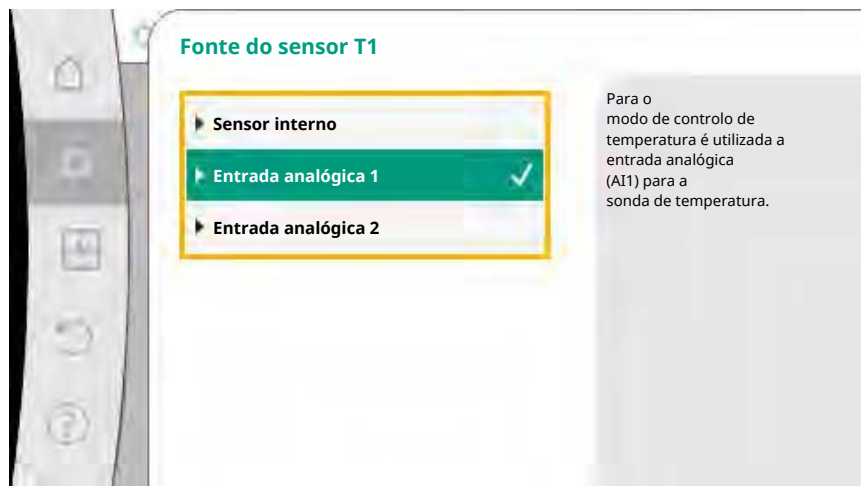 Fonte do sensor T1
Sensor interno
Entrada analógica 1
Entrada analógica 2
Para o
modo de controlo de
temperatura é utilizada a
entrada analógica
(AI1) para a
sonda de temperatura.